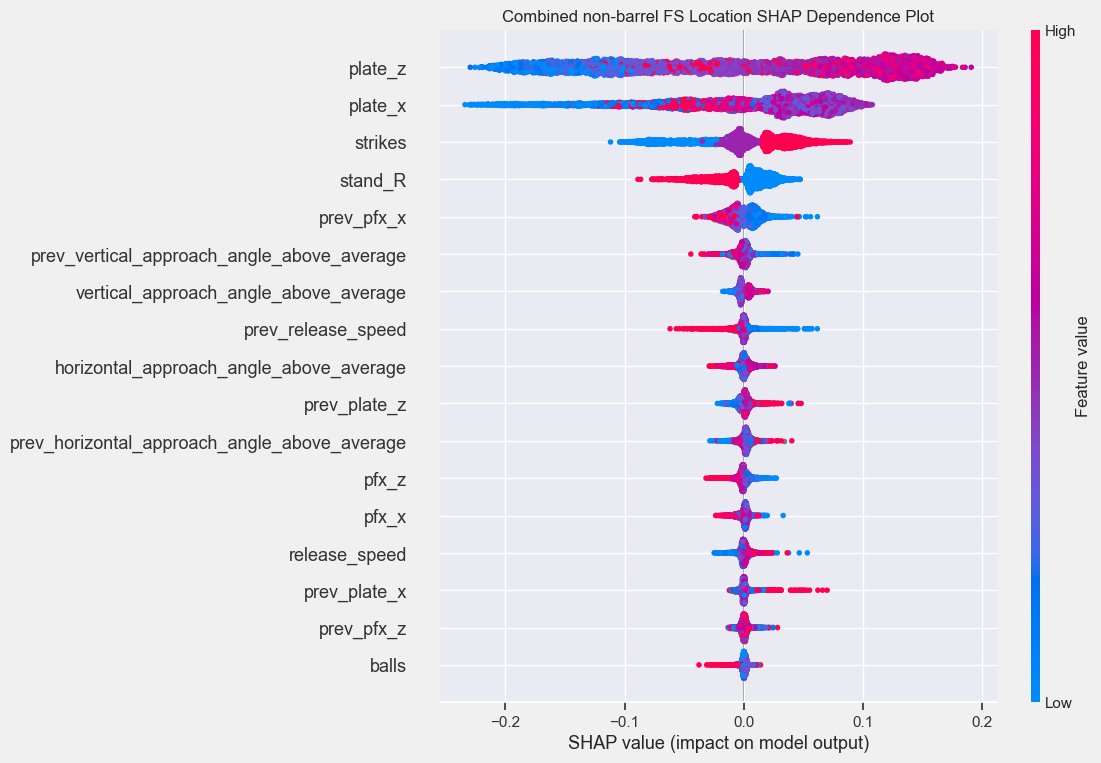 Combined non-barrel FS Location SHAP Dependence Plot
High
plate_z
plate_x
strikes
stand_R
prev_pfx_x
prev_vertical_approach_angle_above_average
vertical_approach_angle_above_average
prev_release_speed
horizontal_approach_angle_above_average
prev_plate_z
prev_horizontal_approach_angle_above_average
pfx_z
pfx_x
release_speed
prev_plate_x
prev_pfx_z
balls
Feature value
Low
−0.2 −0.1 0.0 0.1 0.2
SHAP value (impact on model output)